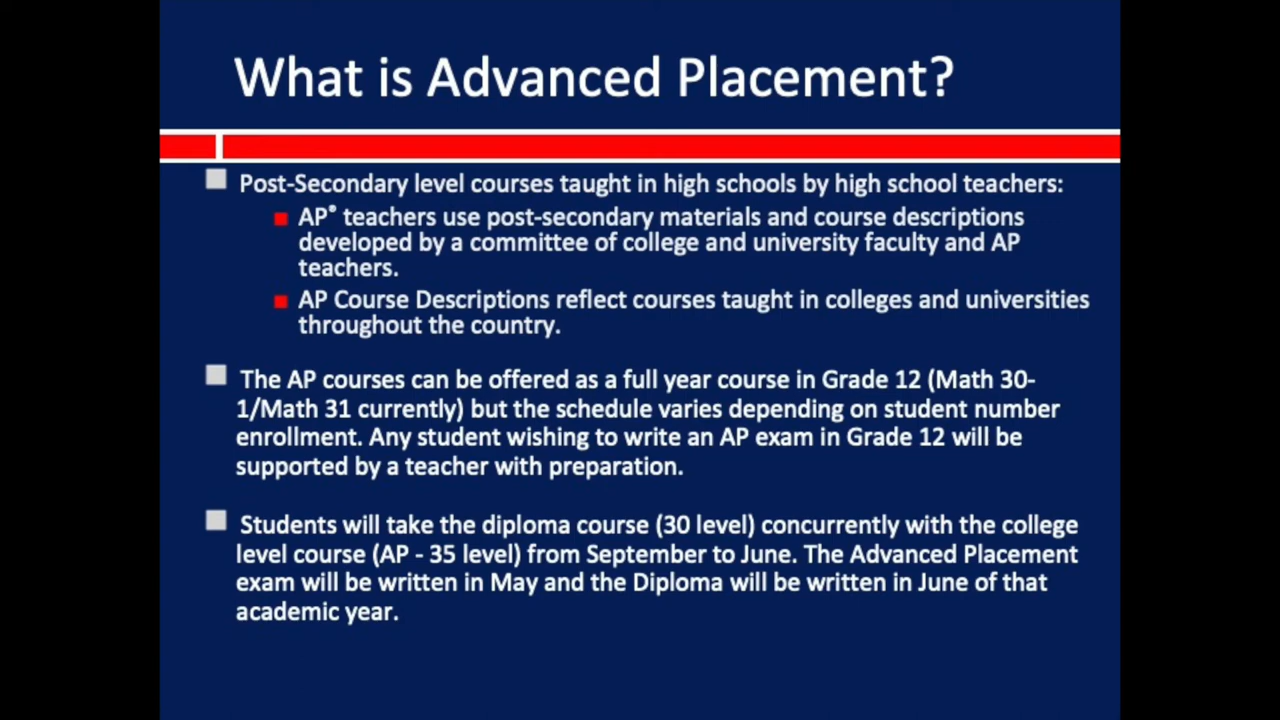 What is Advanced Placement?
Post-Secondary level courses taught in high schools by high school teachers:
AP® teachers use post-secondary materials and course descriptions
developed by a committee of college and university faculty and AP
teachers.
AP Course Descriptions reflect courses taught in colleges and universities
throughout the country.
The AP courses can be offered as a full year course in Grade 12 (Math 30-
1/Math 31 currently) but the schedule varies depending on student number
enrollment. Any student wishing to write an AP exam in Grade 12 will be
supported by a teacher with preparation.
Students will take the diploma course (30 level) concurrently with the college
level course (AP - 35 level) from September to June. The Advanced Placement
exam will be written in May and the Diploma will be written in June of that
academic year.